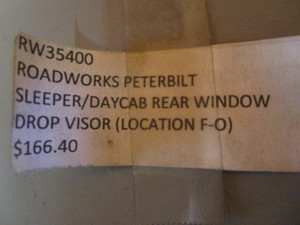 RW35400
ROADWORKS PETERBILT
SLEEPER/DAYCAB REAR WINDOW
DROP VISOR (LOCATION F-O)
$166.40